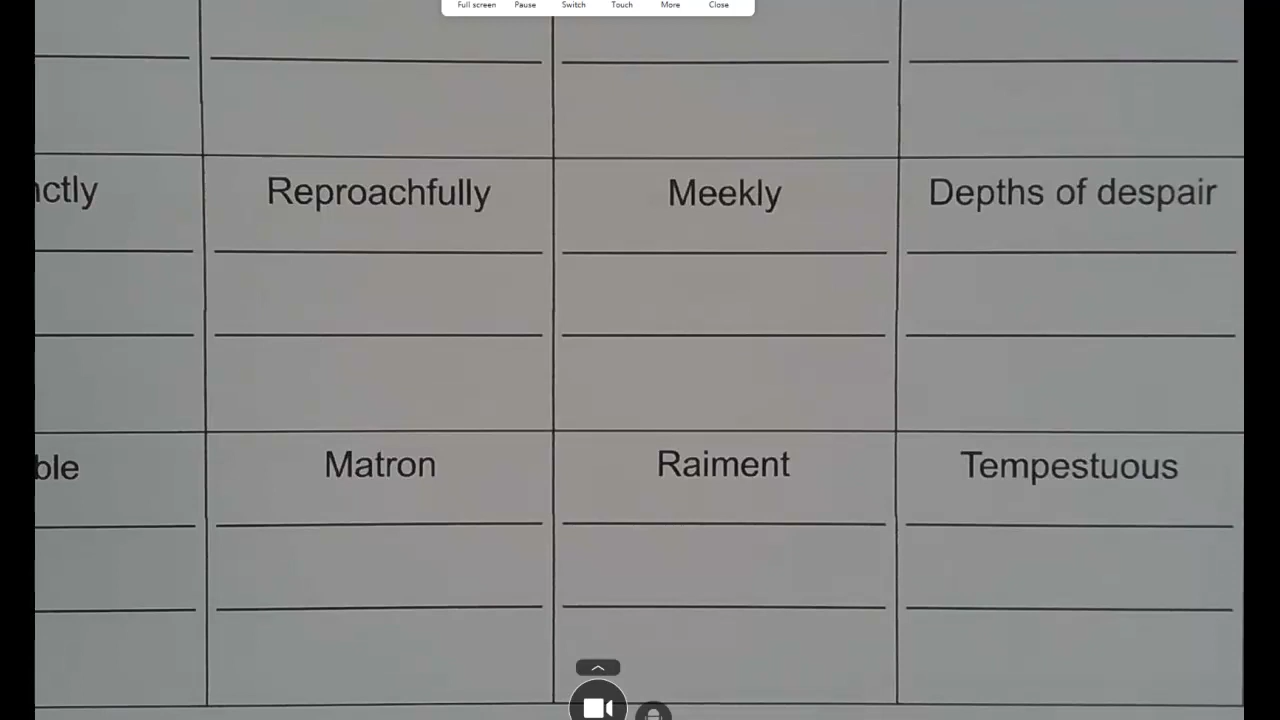 Full screen Pause Switch Touch More Close
nctly Reproachfully Meekly Depths of despair
ble Matron Raiment Tempestuous